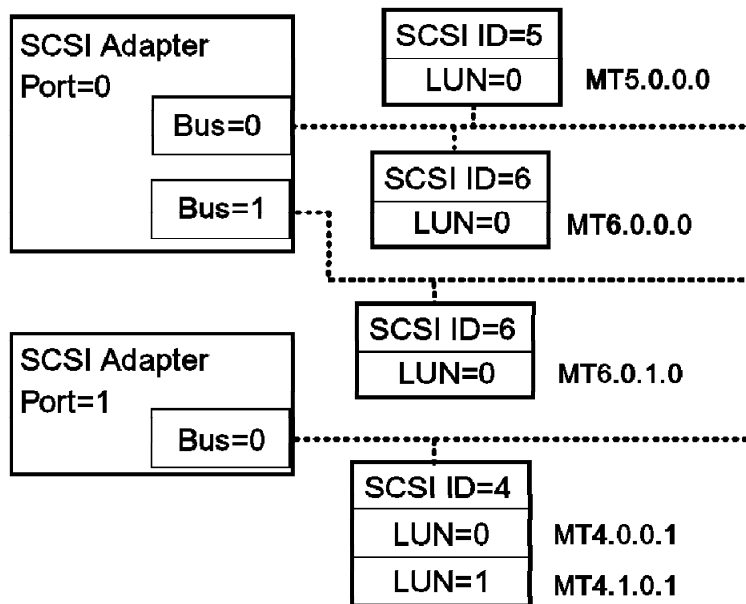 SCSI Adapter
Port=0
Bus=0
Bus=1
SCSI ID=5
LUN=0
MT5.0.0.0
SCSI ID=6
LUN=0
MT6.0.0.0
SCSI ID=6
LUN=0
MT6.0.1.0
SCSI Adapter
Port=1
Bus=0
SCSI ID=4
LUN=0
MT4.0.0.1
LUN=1
MT4.1.0.1